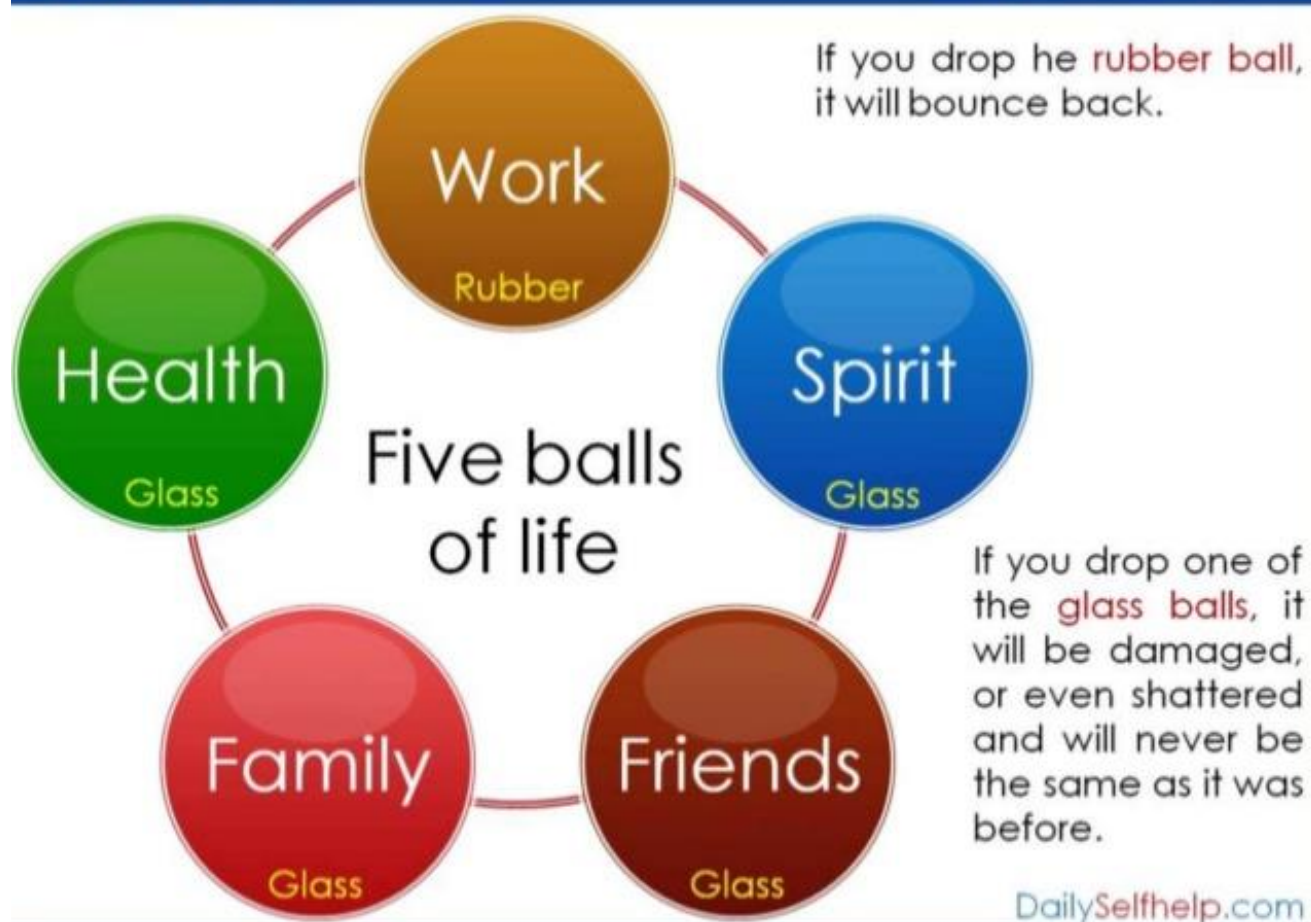 If you drop he rubber ball,
it will bounce back.
Work
Rubber
Health
Glass
Spirit
Glass
Five balls
of life
Family
Glass
Friends
Glass
If you drop one of
the glass balls, it
will be damaged,
or even shattered
and will never be
the same as it was
before.
DailySelfhelp.com